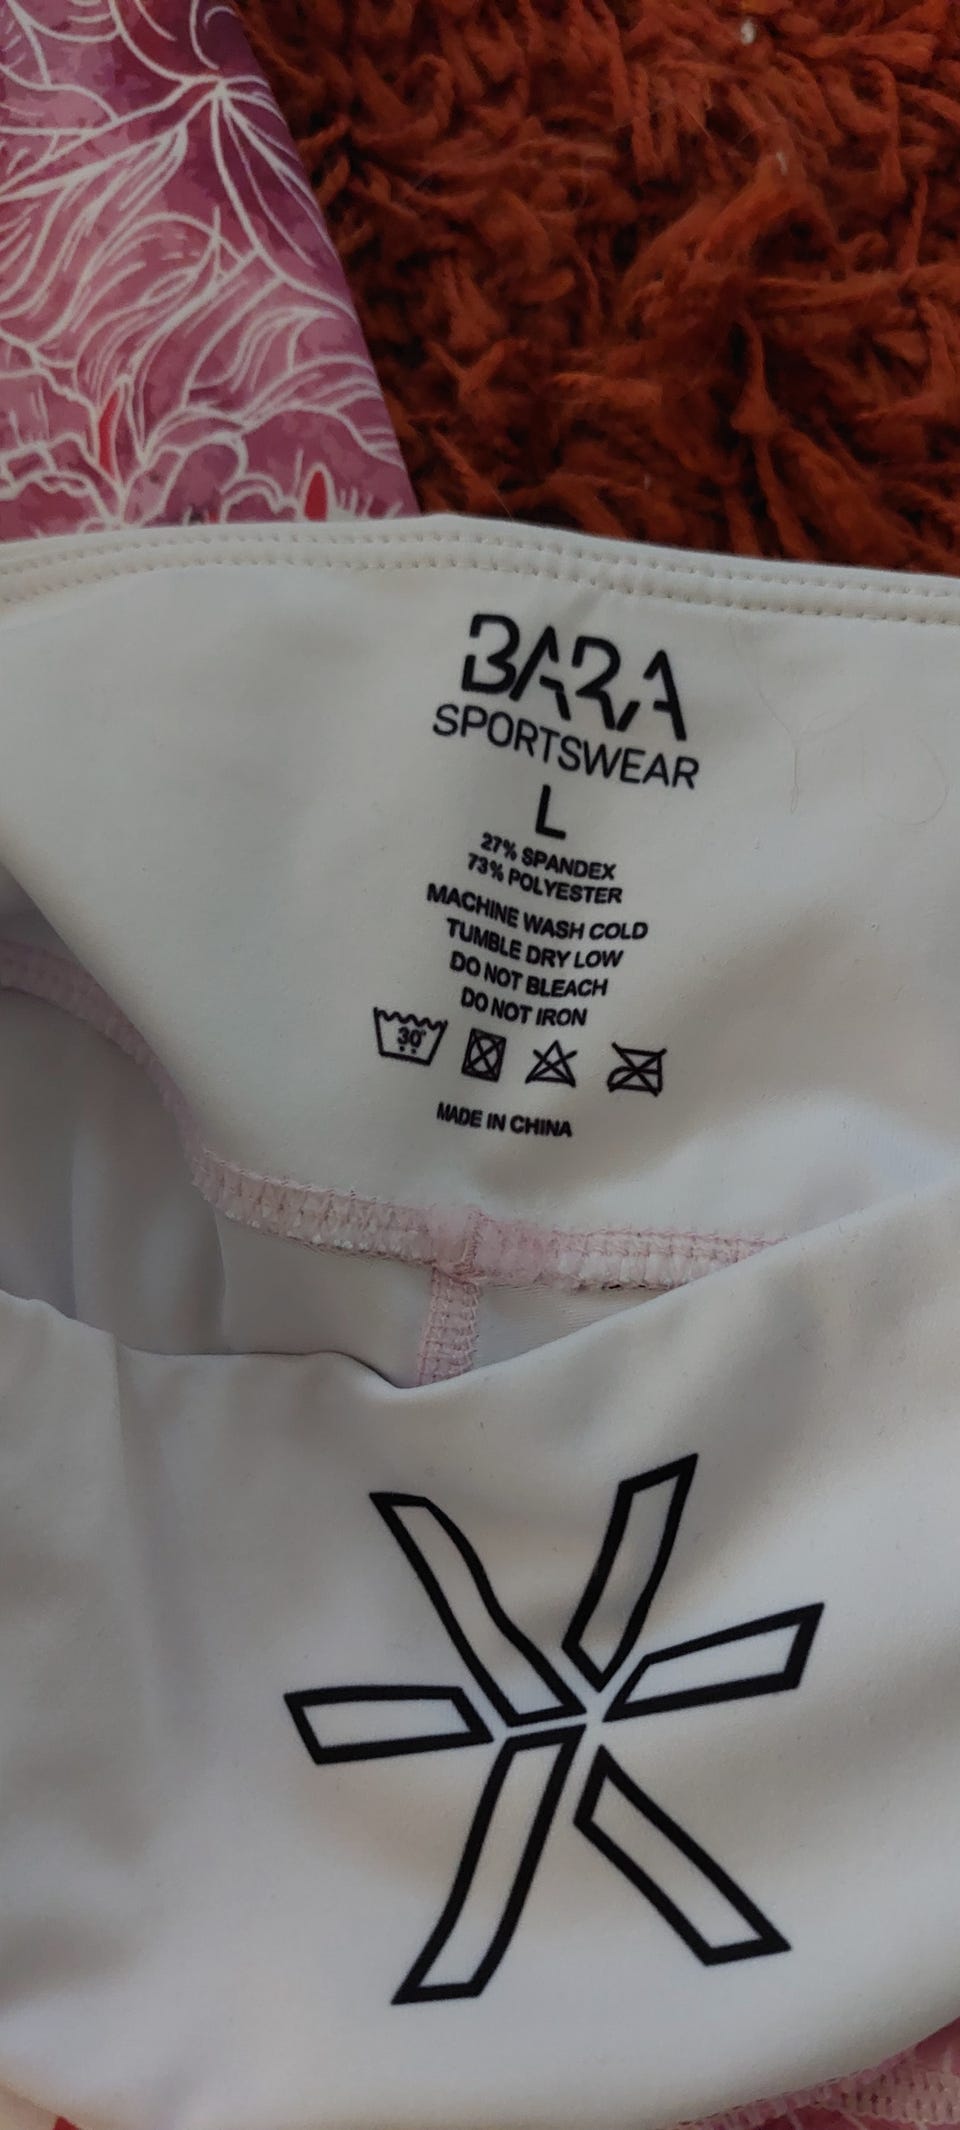 BARA
SPORTSWEAR
L
27% SPANDEX
73% POLYESTER
MACHINE WASH COLD
TUMBLE DRY LOW
DO NOT BLEACH
DO NOT IRON
30°
MADE IN CHINA